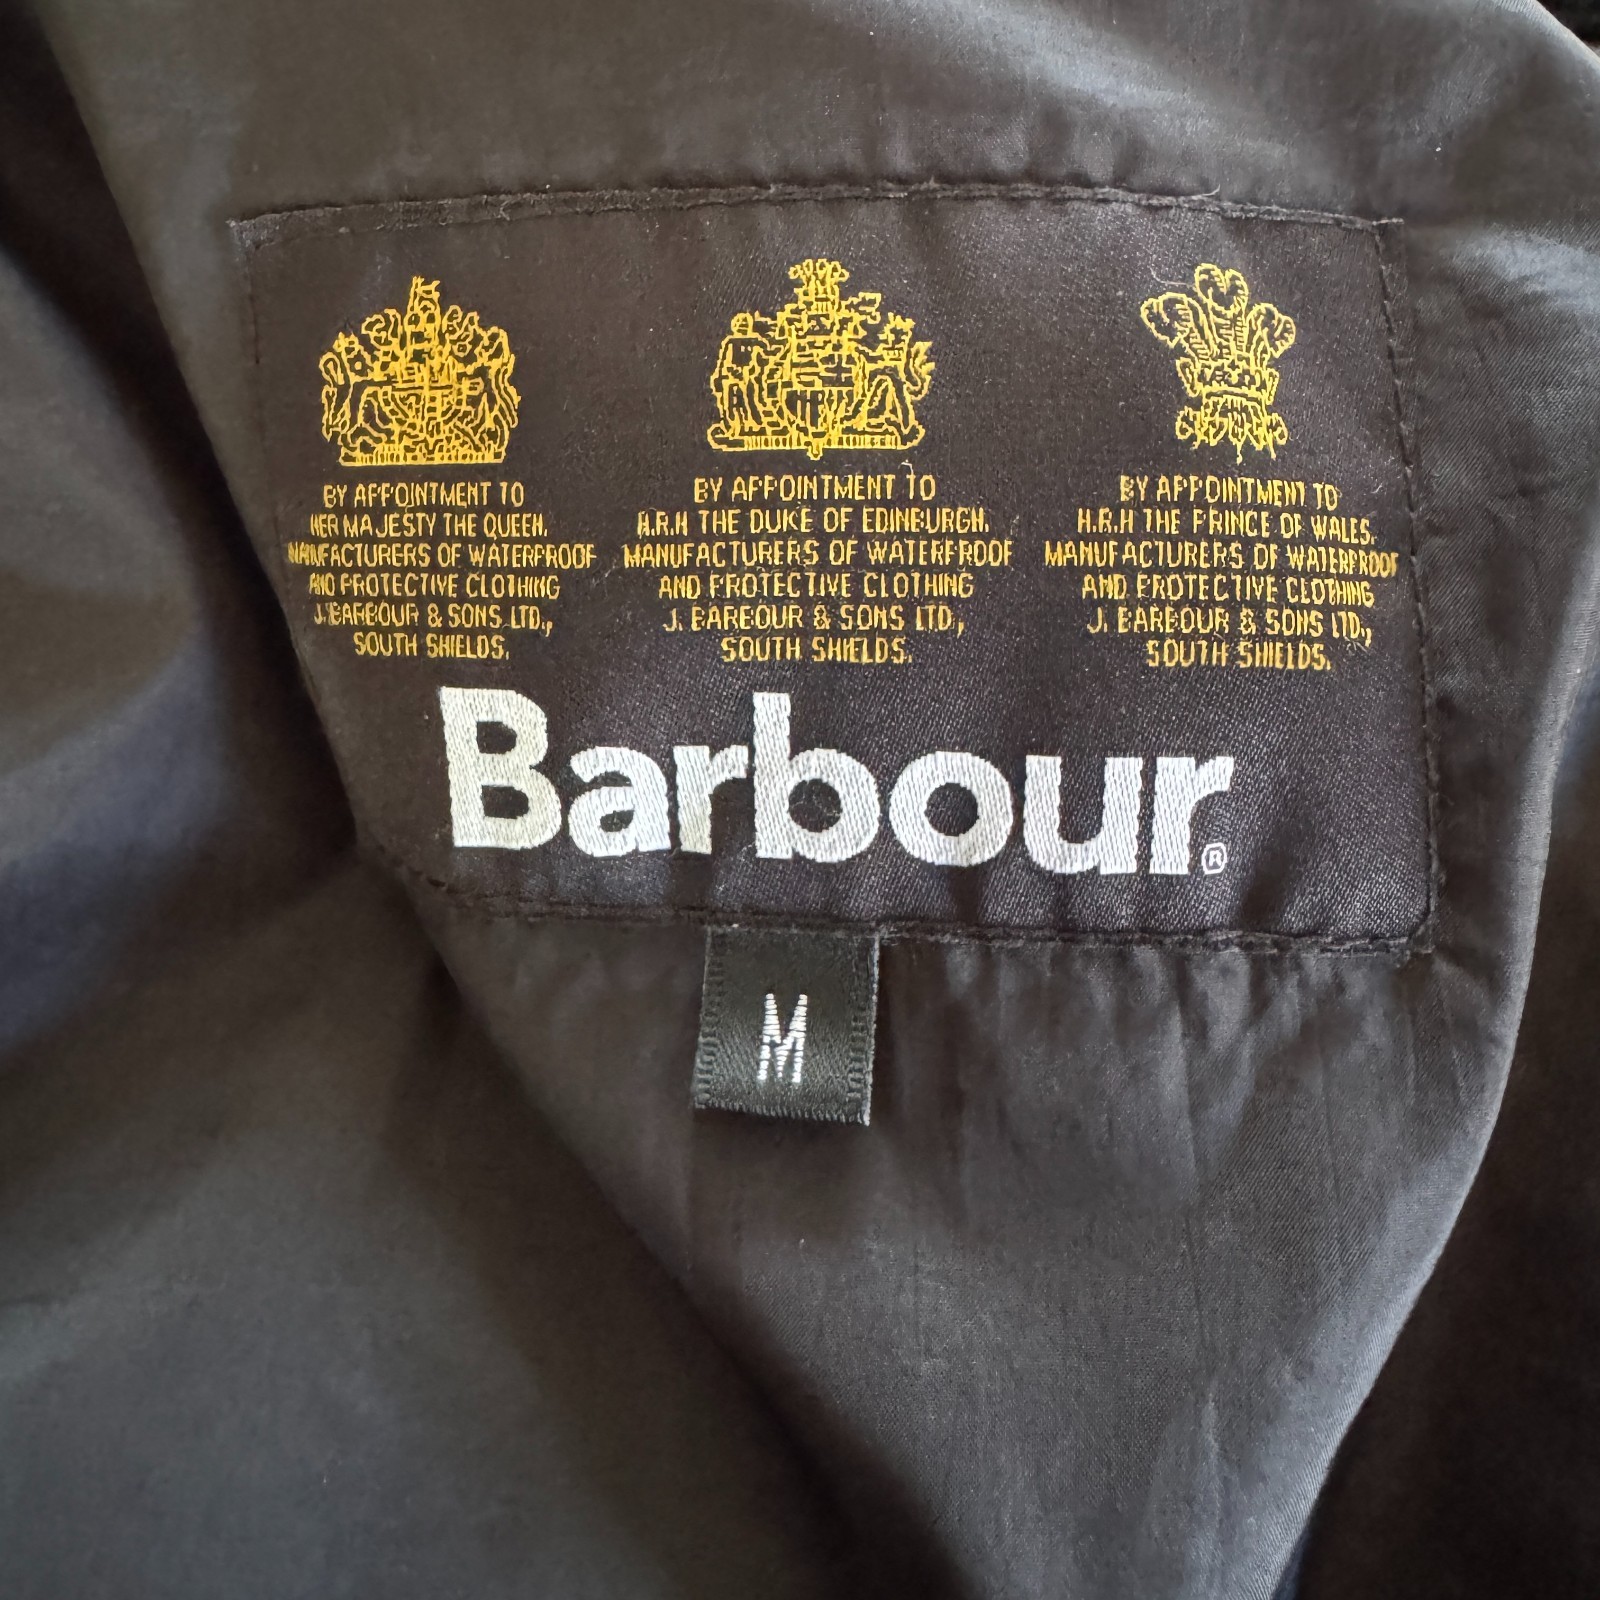 BY APPOINTMENT TO
HER MAJESTY THE QUEEN.
MANUFACTURERS OF WATERPROOF
AND PROTECTIVE CLOTHING
J. BARBOUR & SONS LTD.,
SOUTH SHIELDS.
BY APPOINTMENT TO
H.R.H THE DUKE OF EDINBURGH.
MANUFACTURERS OF WATERPROOF
AND PROTECTIVE CLOTHING
J. BARBOUR & SONS LTD.,
SOUTH SHIELDS.
BY APPOINTMENT TO
H.R.H THE PRINCE OF WALES.
MANUFACTURERS OF WATERPROOF
AND PROTECTIVE CLOTHING
J. BARBOUR & SONS LTD.,
SOUTH SHIELDS.
Barbour®
M